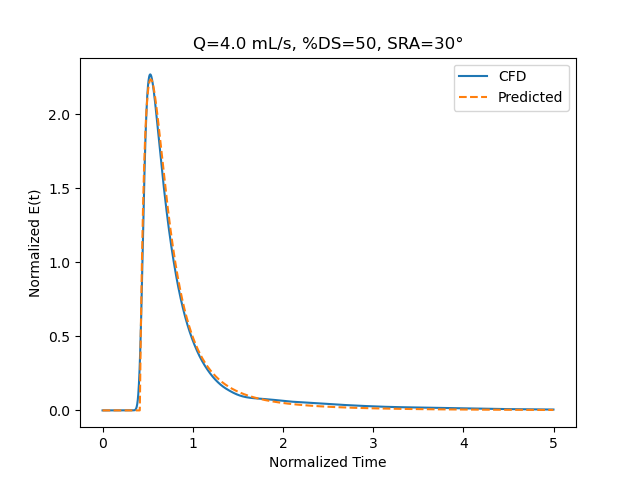 Q=4.0 mL/s, %DS=50, SRA=30°
CFD
Predicted
Normalized E(t)
2.0
1.5
1.0
0.5
0.0
0 1 2 3 4 5
Normalized Time